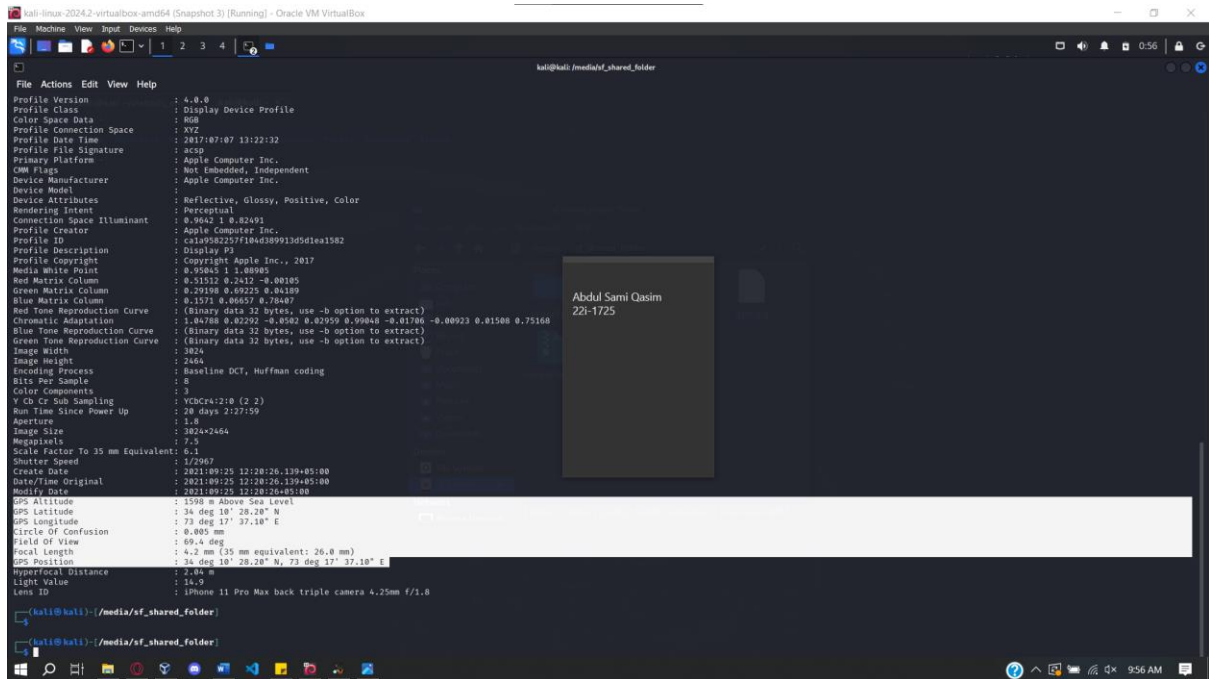 kali-linux-2024.2-virtualbox-amd64 (Snapshot 3) [Running] - Oracle VM VirtualBox
File Machine View Input Devices Help
1 2 3 4
0:56
kali@kali: /media/sf_shared_folder
File Actions Edit View Help
Profile Version : 4.0.0
Profile Class : Display Device Profile
Color Space Data : RGB
Profile Connection Space : XYZ
Profile Date Time : 2017:07:07 13:22:32
Profile File Signature : acsp
Primary Platform : Apple Computer Inc.
CMM Flags : Not Embedded, Independent
Device Manufacturer : Apple Computer Inc.
Device Model :
Device Attributes : Reflective, Glossy, Positive, Color
Rendering Intent : Perceptual
Connection Space Illuminant : 0.9642 1 0.82491
Profile Creator : Apple Computer Inc.
Profile ID : ca1a9582257f104d389913d5d1ea1582
Profile Description : Display P3
Profile Copyright : Copyright Apple Inc., 2017
Media White Point : 0.95045 1 1.08905
Red Matrix Column : 0.51512 0.2412 -0.00105
Green Matrix Column : 0.29198 0.69225 0.04189
Blue Matrix Column : 0.1571 0.06657 0.78407
Red Tone Reproduction Curve : (Binary data 32 bytes, use -b option to extract)
Chromatic Adaptation : 1.04788 0.02292 -0.0502 0.02959 0.99048 -0.01706 -0.00923 0.01508 0.75168
Blue Tone Reproduction Curve : (Binary data 32 bytes, use -b option to extract)
Green Tone Reproduction Curve : (Binary data 32 bytes, use -b option to extract)
Image Width : 3024
Image Height : 2464
Encoding Process : Baseline DCT, Huffman coding
Bits Per Sample : 8
Color Components : 3
Y Cb Cr Sub Sampling : YCbCr4:2:0 (2 2)
Run Time Since Power Up : 20 days 2:27:59
Aperture : 1.8
Image Size : 3024×2464
Megapixels : 7.5
Scale Factor To 35 mm Equivalent: 6.1
Shutter Speed : 1/2967
Create Date : 2021:09:25 12:20:26.139+05:00
Date/Time Original : 2021:09:25 12:20:26.139+05:00
Modify Date : 2021:09:25 12:20:26+05:00
GPS Altitude : 1598 m Above Sea Level
GPS Latitude : 34 deg 10' 28.20" N
GPS Longitude : 73 deg 17' 37.10" E
Circle Of Confusion : 0.005 mm
Field Of View : 69.4 deg
Focal Length : 4.2 mm (35 mm equivalent: 26.0 mm)
GPS Position : 34 deg 10' 28.20" N, 73 deg 17' 37.10" E
Hyperfocal Distance : 2.04 m
Light Value : 14.9
Lens ID : iPhone 11 Pro Max back triple camera 4.25mm f/1.8
(kali㉿kali)-[/media/sf_shared_folder]
$
(kali㉿kali)-[/media/sf_shared_folder]
$
Abdul Sami Qasim
22i-1725
9:56 AM